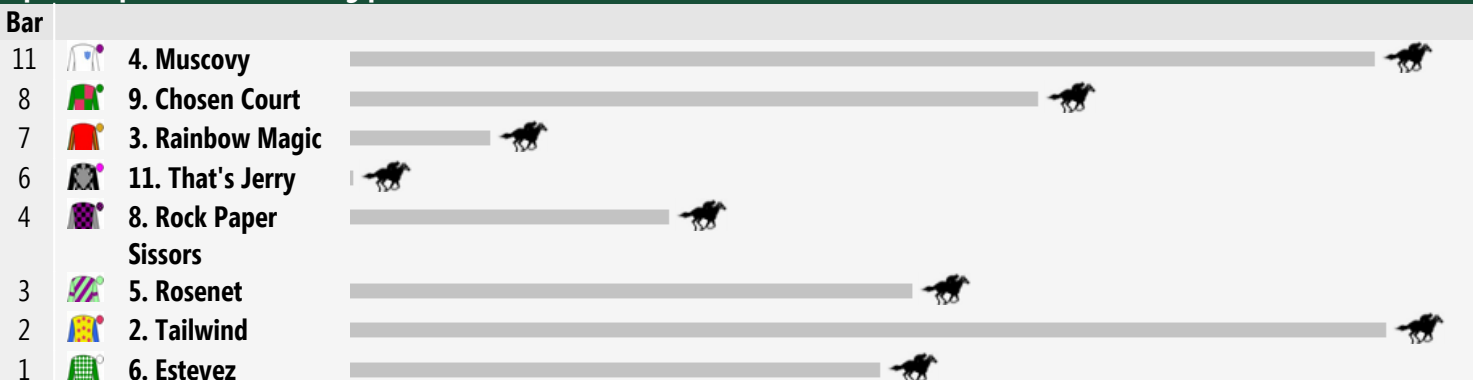 Bar
11 4. Muscovy
8 9. Chosen Court
7 3. Rainbow Magic
6 11. That's Jerry
4 8. Rock Paper
Sissors
3 5. Rosenet
2 2. Tailwind
1 6. Estevez